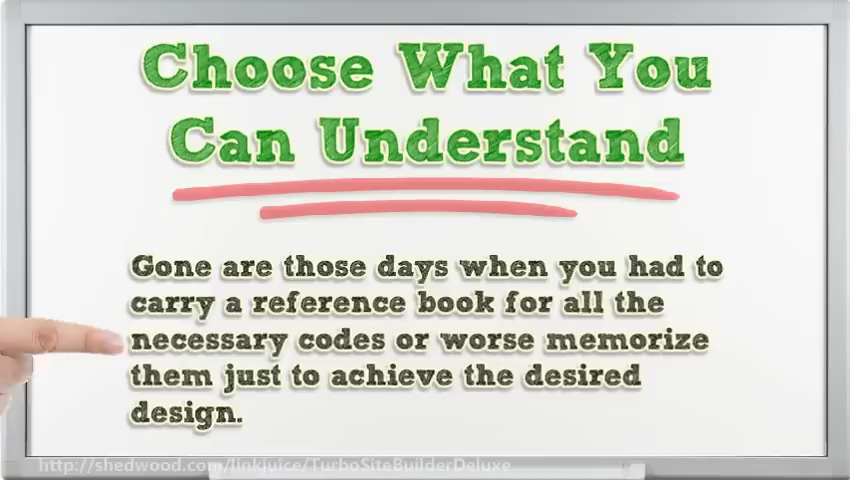 Choose What You
Can Understand
Gone are those days when you had to
carry a reference book for all the
necessary codes or worse memorize
them just to achieve the desired
design.
http://shedwood.com/linkjuice/TurboSiteBuilderDeluxe